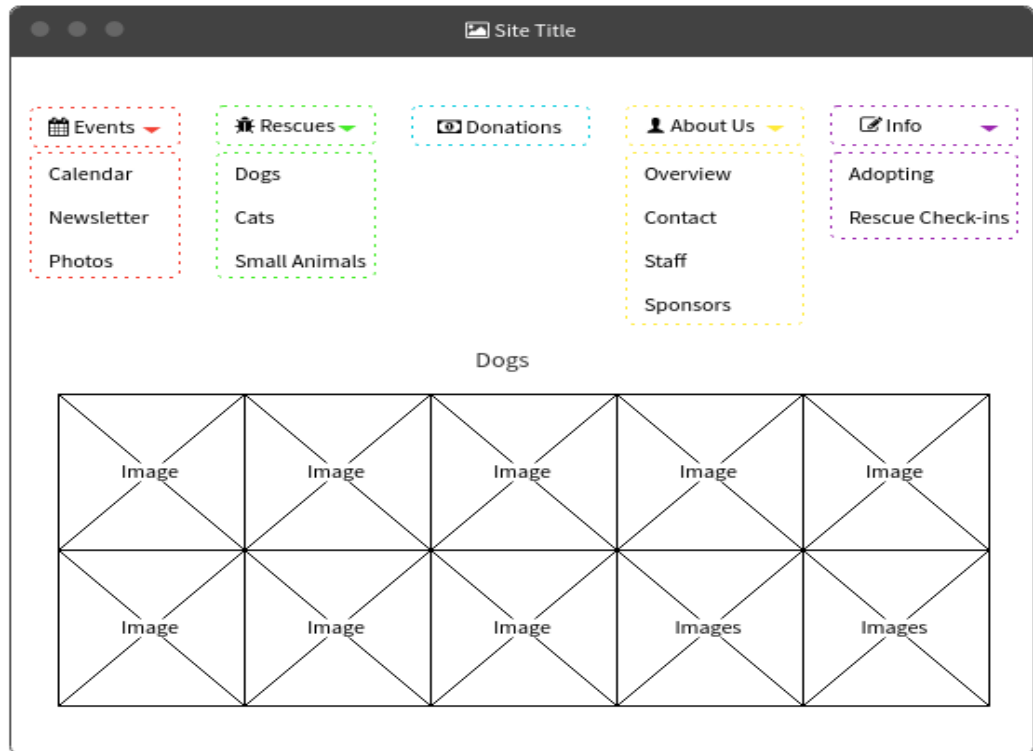 Site Title
Events Rescues Donations About Us Info
Calendar Dogs Overview Adopting
Newsletter Cats Contact Rescue Check-ins
Photos Small Animals Staff
Sponsors
Dogs
Image Image Image Image Image
Image Image Image Images Images